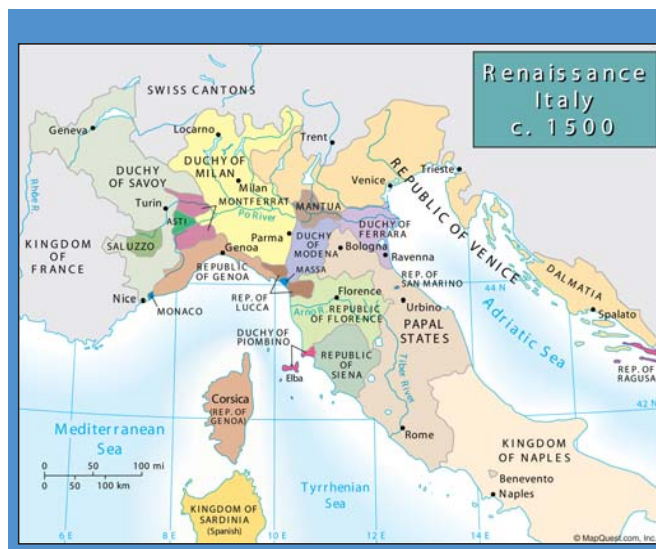 Renaissance
Italy
c. 1500
SWISS CANTONS
Geneva
Locarno
Trent
DUCHY OF
MILAN
DUCHY
OF SAVOY
Milan
Venice
Trieste
REPUBLIC OF VENICE
Rhône R.
Turin
MONTFERRAT
MANTUA
ASTI
Po River
DUCHY OF
FERRARA
Parma
DUCHY
OF
MODENA
Bologna
KINGDOM
OF
FRANCE
SALUZZO
Genoa
REPUBLIC
OF GENOA
MASSA
Ravenna
DALMATIA
REP. OF
SAN MARINO
44 N
Nice
MONACO
REP. OF
LUCCA
Florence
Arno R.
REPUBLIC
OF FLORENCE
Urbino
Adriatic Sea
Spalato
DUCHY OF
PIOMBINO
PAPAL
STATES
REPUBLIC
OF
SIENA
Tiber River
REP. OF
RAGUSA
Elba
Corsica
(REP. OF
GENOA)
42 N
Mediterranean
Sea
Rome
KINGDOM
OF NAPLES
0 50 100 mi
0 50 100 km
Benevento
Naples
Tyrrhenian
Sea
KINGDOM OF
SARDINIA
(Spanish)
6 E
8 E
10 E
12 E
14 E
© MapQuest.com, Inc.